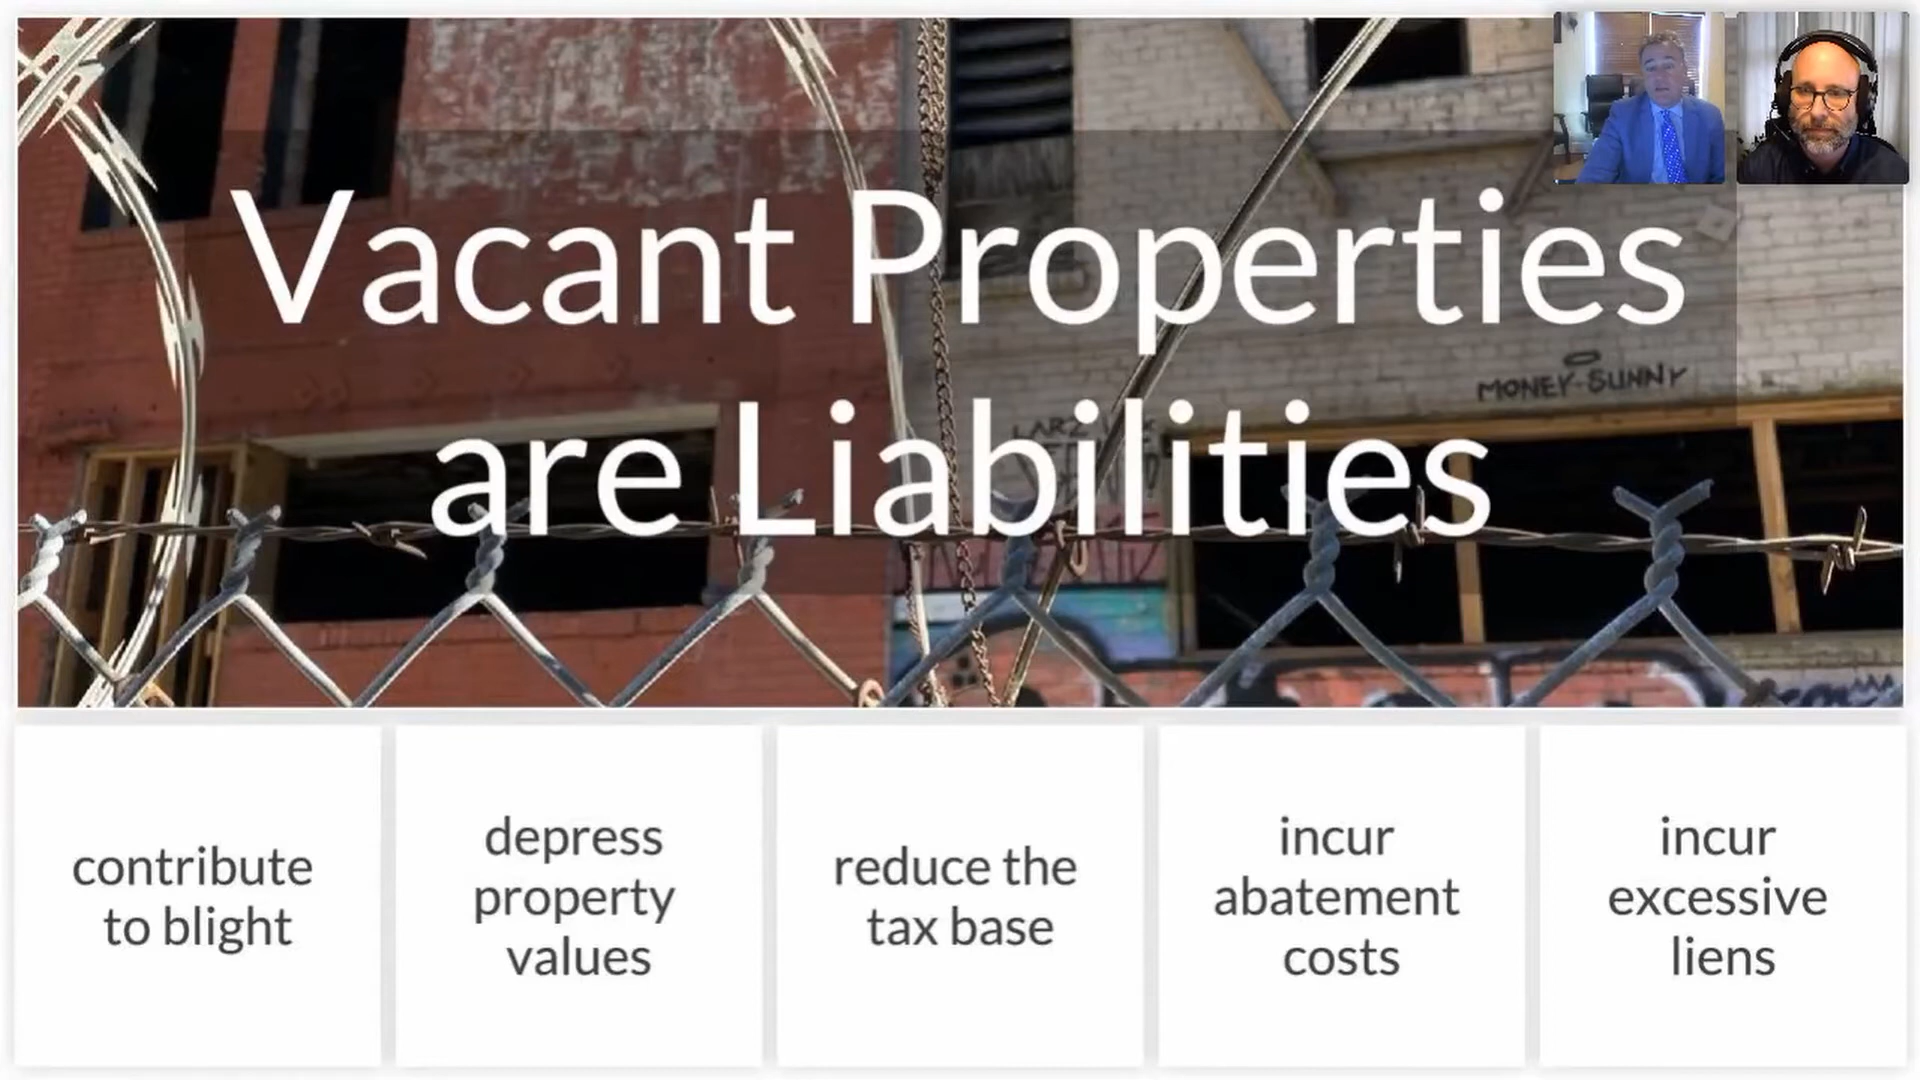 Vacant Properties
are Liabilities
MONEY-SUNNY
contribute
to blight
depress
property
values
reduce the
tax base
incur
abatement
costs
incur
excessive
liens